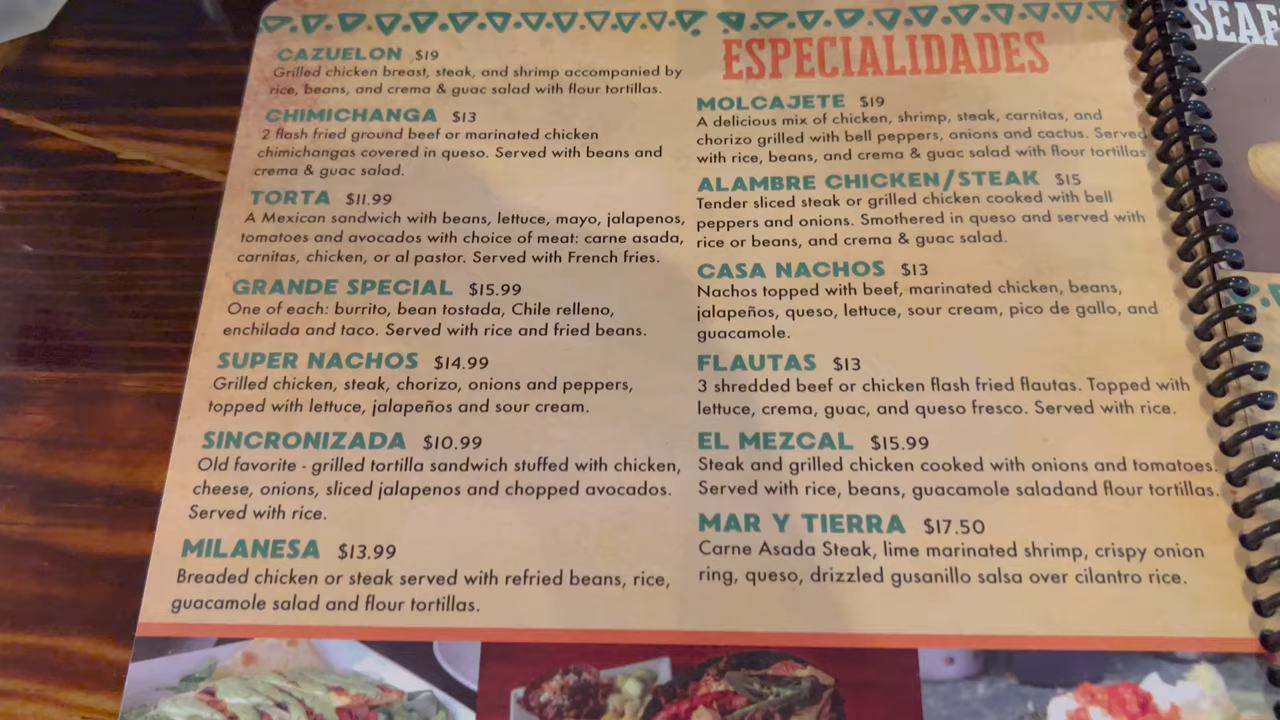 CAZUELON $19
Grilled chicken breast, steak, and shrimp accompanied by
rice, beans, and crema & guac salad with flour tortillas.
CHIMICHANGA $13
2 flash fried ground beef or marinated chicken
chimichangas covered in queso. Served with beans and
crema & guac salad.
TORTA $11.99
A Mexican sandwich with beans, lettuce, mayo, jalapenos,
tomatoes and avocados with choice of meat: carne asada,
carnitas, chicken, or al pastor. Served with French fries.
GRANDE SPECIAL $15.99
One of each: burrito, bean tostada, Chile relleno,
enchilada and taco. Served with rice and fried beans.
SUPER NACHOS $14.99
Grilled chicken, steak, chorizo, onions and peppers,
topped with lettuce, jalapeños and sour cream.
SINCRONIZADA $10.99
Old favorite - grilled tortilla sandwich stuffed with chicken,
cheese, onions, sliced jalapenos and chopped avocados.
Served with rice.
MILANESA $13.99
Breaded chicken or steak served with refried beans, rice,
guacamole salad and flour tortillas.
ESPECIALIDADES
MOLCAJETE $19
A delicious mix of chicken, shrimp, steak, carnitas, and
chorizo grilled with bell peppers, onions and cactus. Served
with rice, beans, and crema & guac salad with flour tortillas
ALAMBRE CHICKEN/STEAK $15
Tender sliced steak or grilled chicken cooked with bell
peppers and onions. Smothered in queso and served with
rice or beans, and crema & guac salad.
CASA NACHOS $13
Nachos topped with beef, marinated chicken, beans,
jalapeños, queso, lettuce, sour cream, pico de gallo, and
guacamole.
FLAUTAS $13
3 shredded beef or chicken flash fried flautas. Topped with
lettuce, crema, guac, and queso fresco. Served with rice.
EL MEZCAL $15.99
Steak and grilled chicken cooked with onions and tomatoes.
Served with rice, beans, guacamole saladand flour tortillas.
MAR Y TIERRA $17.50
Carne Asada Steak, lime marinated shrimp, crispy onion
ring, queso, drizzled gusanillo salsa over cilantro rice.